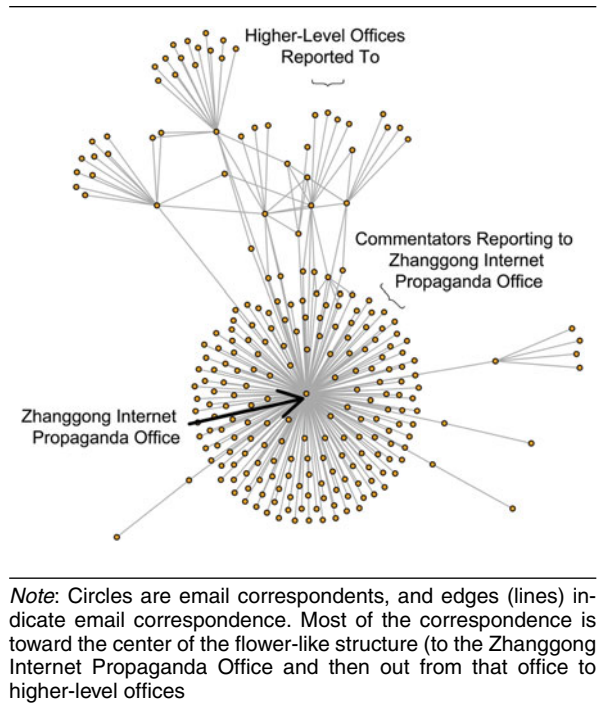 Higher-Level Offices
Reported To
Commentators Reporting to
Zhanggong Internet
Propaganda Office
Zhanggong Internet
Propaganda Office
Note: Circles are email correspondents, and edges (lines) in-
dicate email correspondence. Most of the correspondence is
toward the center of the flower-like structure (to the Zhanggong
Internet Propaganda Office and then out from that office to
higher-level offices